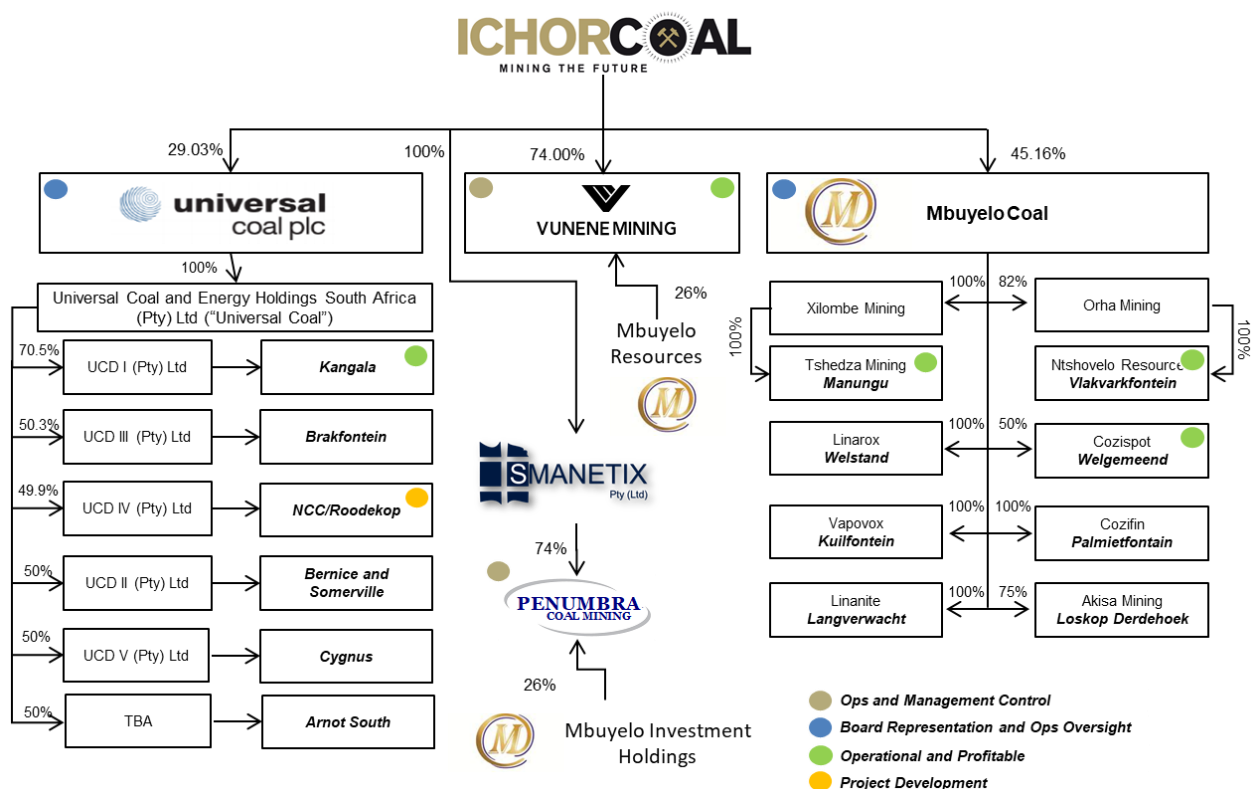 ICHORCOAL
MINING THE FUTURE
29.03%
100%
74.00%
45.16%
universal
coal plc
VUNENE MINING
Mbuyelo Coal
100%
Universal Coal and Energy Holdings South Africa
(Pty) Ltd (“Universal Coal”)
70.5%
UCD I (Pty) Ltd
Kangala
50.3%
UCD III (Pty) Ltd
Brakfontein
49.9%
UCD IV (Pty) Ltd
NCC/Roodekop
50%
UCD II (Pty) Ltd
Bernice and
Somerville
50%
UCD V (Pty) Ltd
Cygnus
50%
TBA
Arnot South
26%
Mbuyelo
Resources
SMANETIX
Pty (Ltd)
74%
PENUMBRA
COAL MINING
26%
Mbuyelo Investment
Holdings
Xilombe Mining
100%
82%
Orha Mining
100%
Tshedza Mining
Manungu
100%
Ntshovelo Resource
Vlakvarkfontein
Linarox
Welstand
100%
50%
Cozispot
Welgemeend
Vapovox
Kuilfontein
100%
100%
Cozifin
Palmietfontain
Linanite
Langverwacht
100%
75%
Akisa Mining
Loskop Derdehoek
Ops and Management Control
Board Representation and Ops Oversight
Operational and Profitable
Project Development